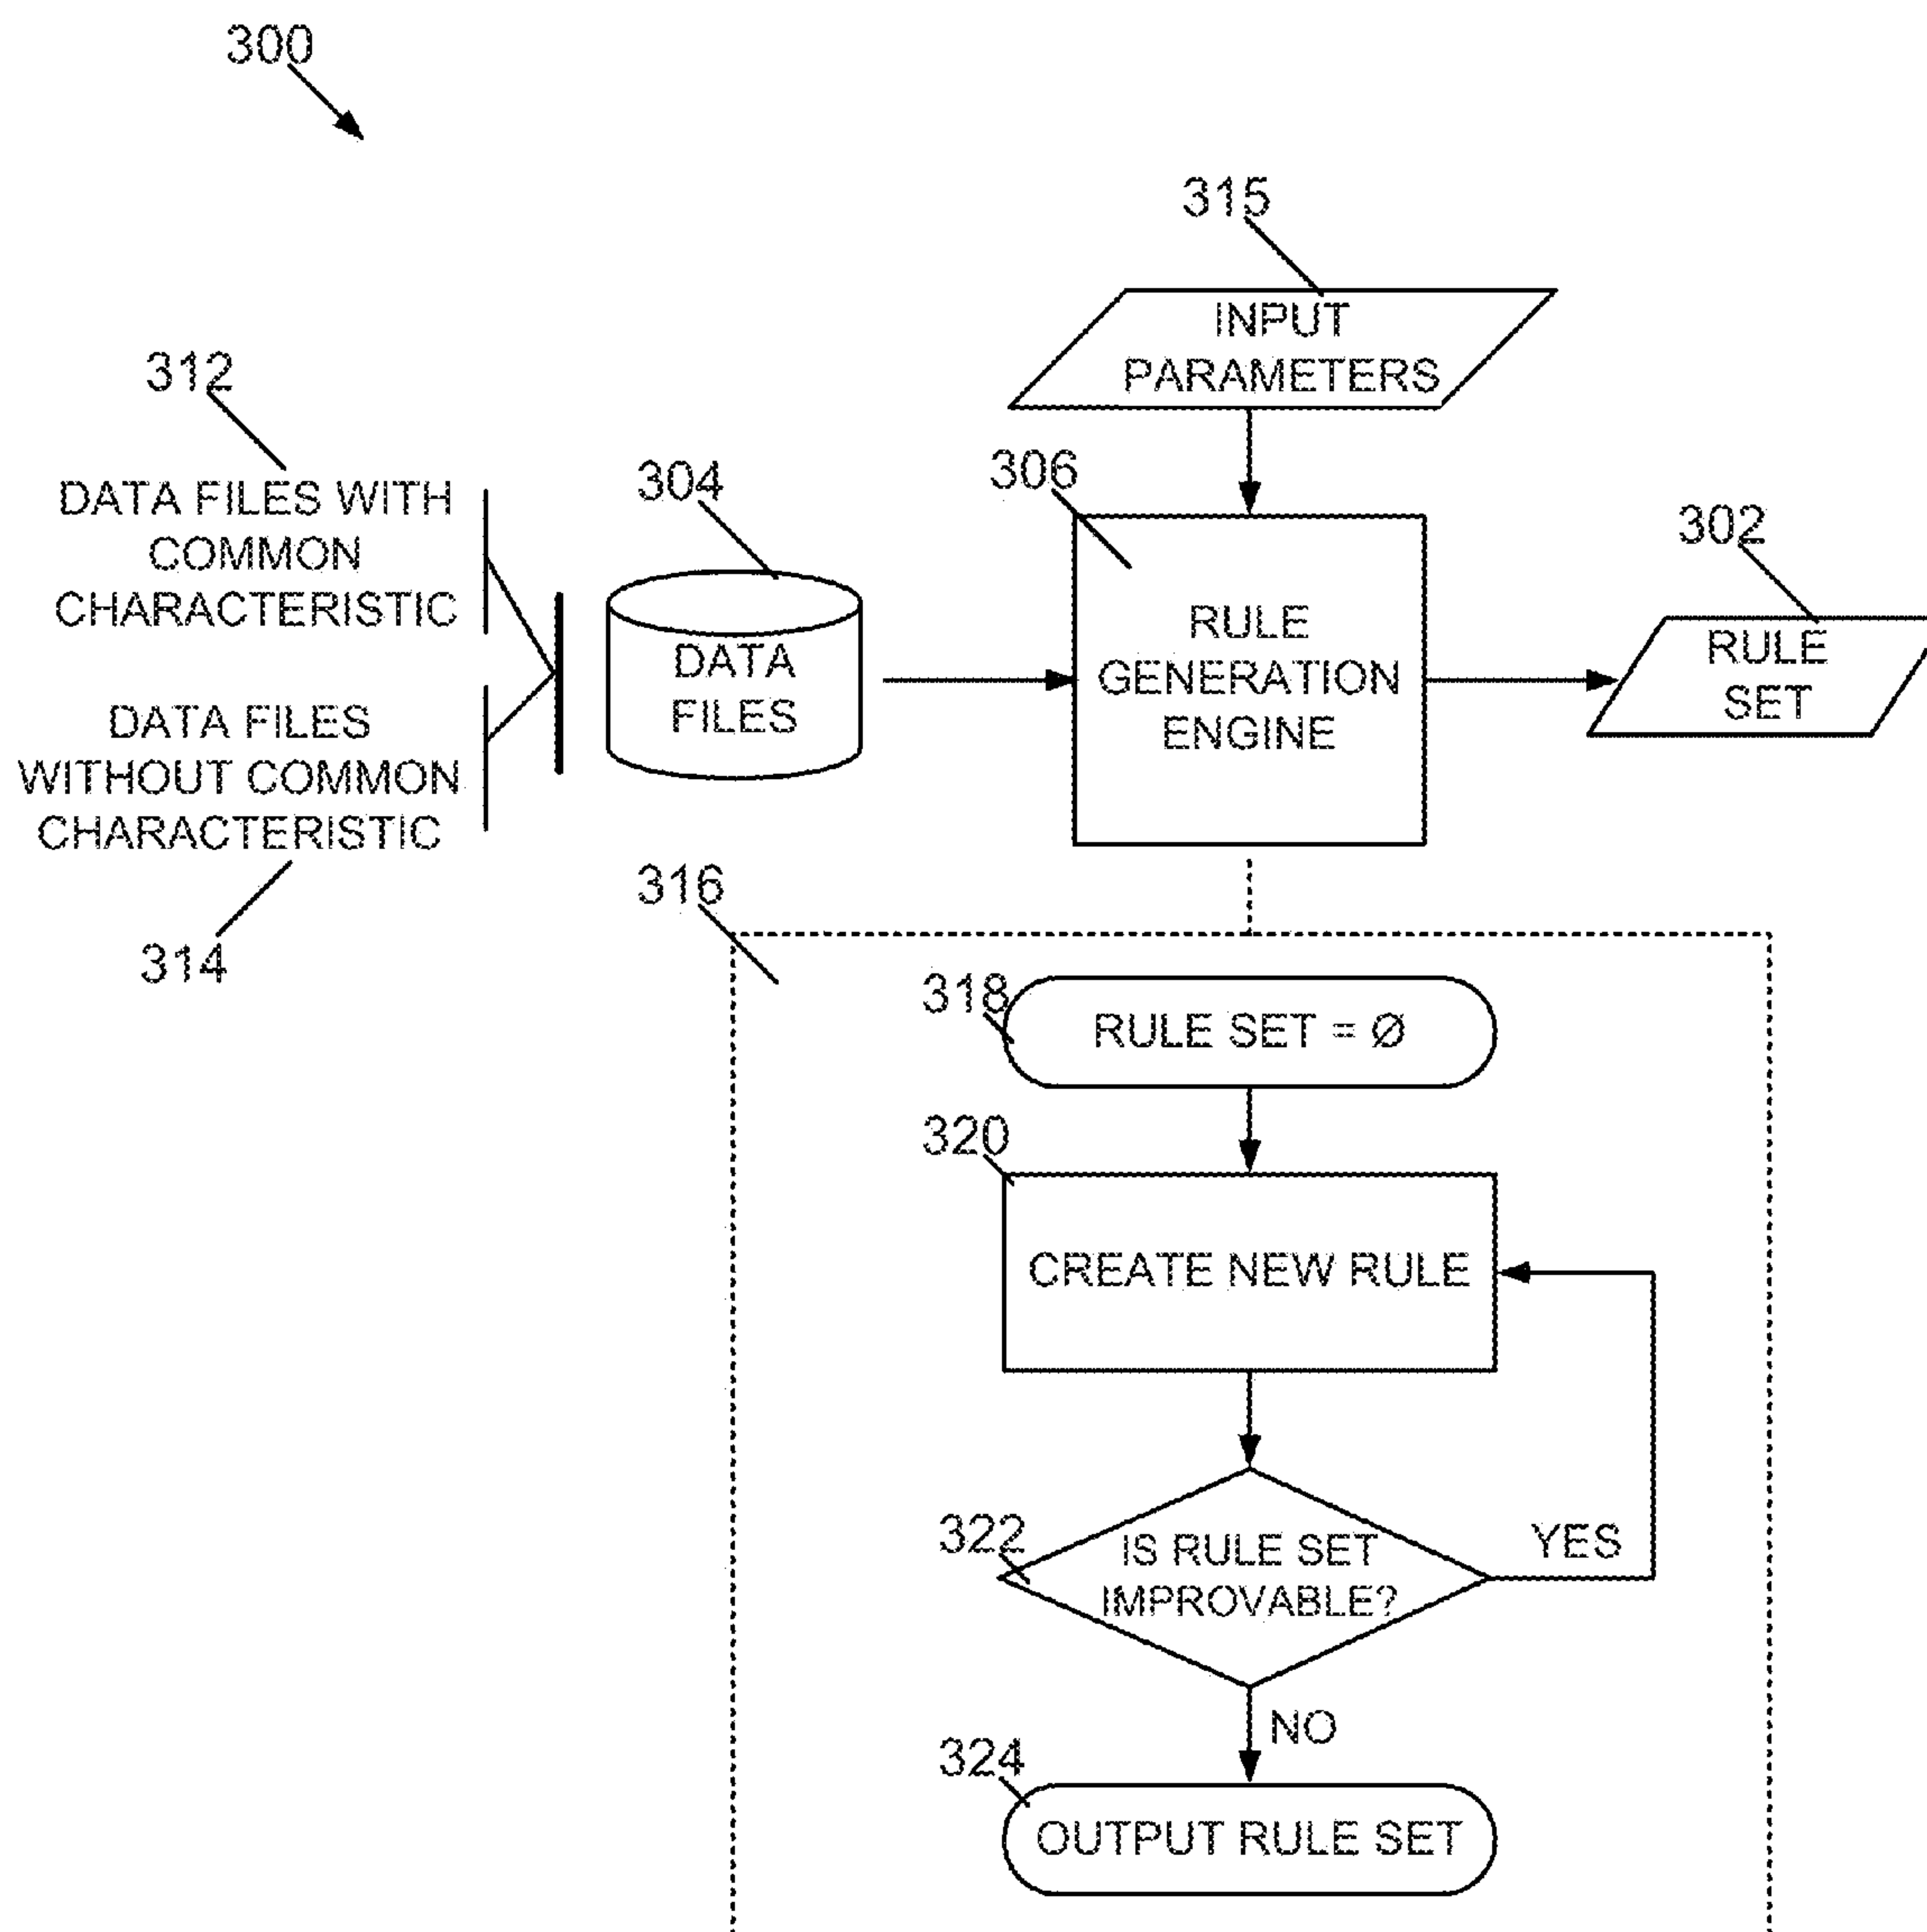 300
315
INPUT
PARAMETERS
312
DATA FILES WITH
COMMON
CHARACTERISTIC
304
DATA
FILES
306
RULE
GENERATION
ENGINE
302
RULE
SET
DATA FILES
WITHOUT COMMON
CHARACTERISTIC
314
316
318
RULE SET = Ø
320
CREATE NEW RULE
322
IS RULE SET
IMPROVABLE?
YES
NO
324
OUTPUT RULE SET